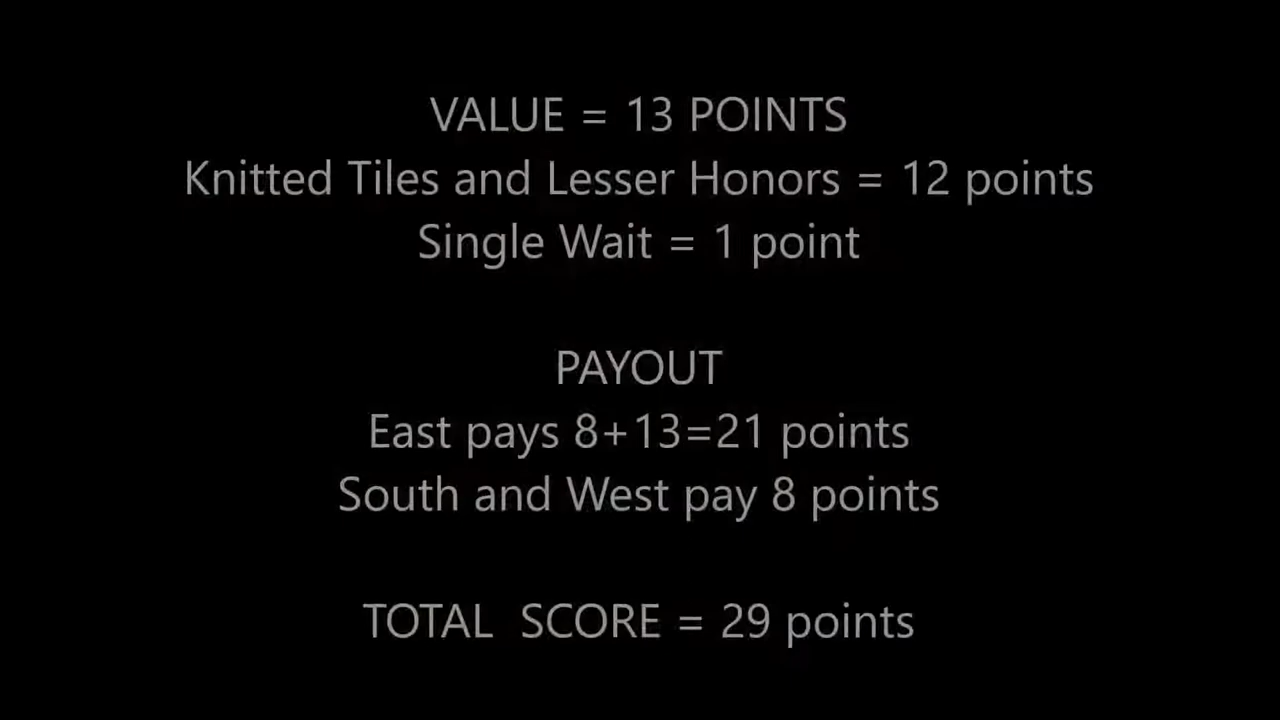 VALUE = 13 POINTS
Knitted Tiles and Lesser Honors = 12 points
Single Wait = 1 point
PAYOUT
East pays 8+13=21 points
South and West pay 8 points
TOTAL  SCORE = 29 points